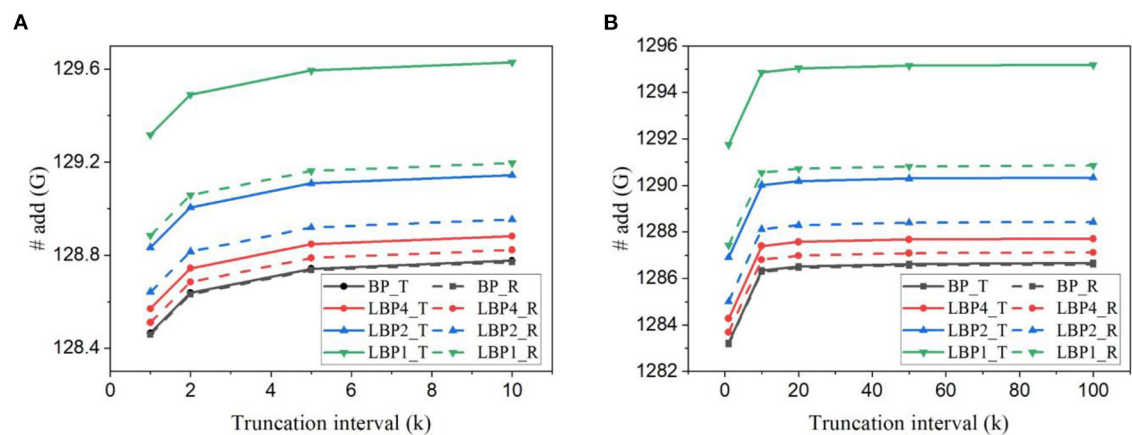 A
# add (G)
129.6
129.2
128.8
128.4
BP_T BP_R
LBP4_T LBP4_R
LBP2_T LBP2_R
LBP1_T LBP1_R
0 2 4 6 8 10
Truncation interval (k)
B
# add (G)
1296
1294
1292
1290
1288
1286
1284
1282
BP_T BP_R
LBP4_T LBP4_R
LBP2_T LBP2_R
LBP1_T LBP1_R
0 20 40 60 80 100
Truncation interval (k)